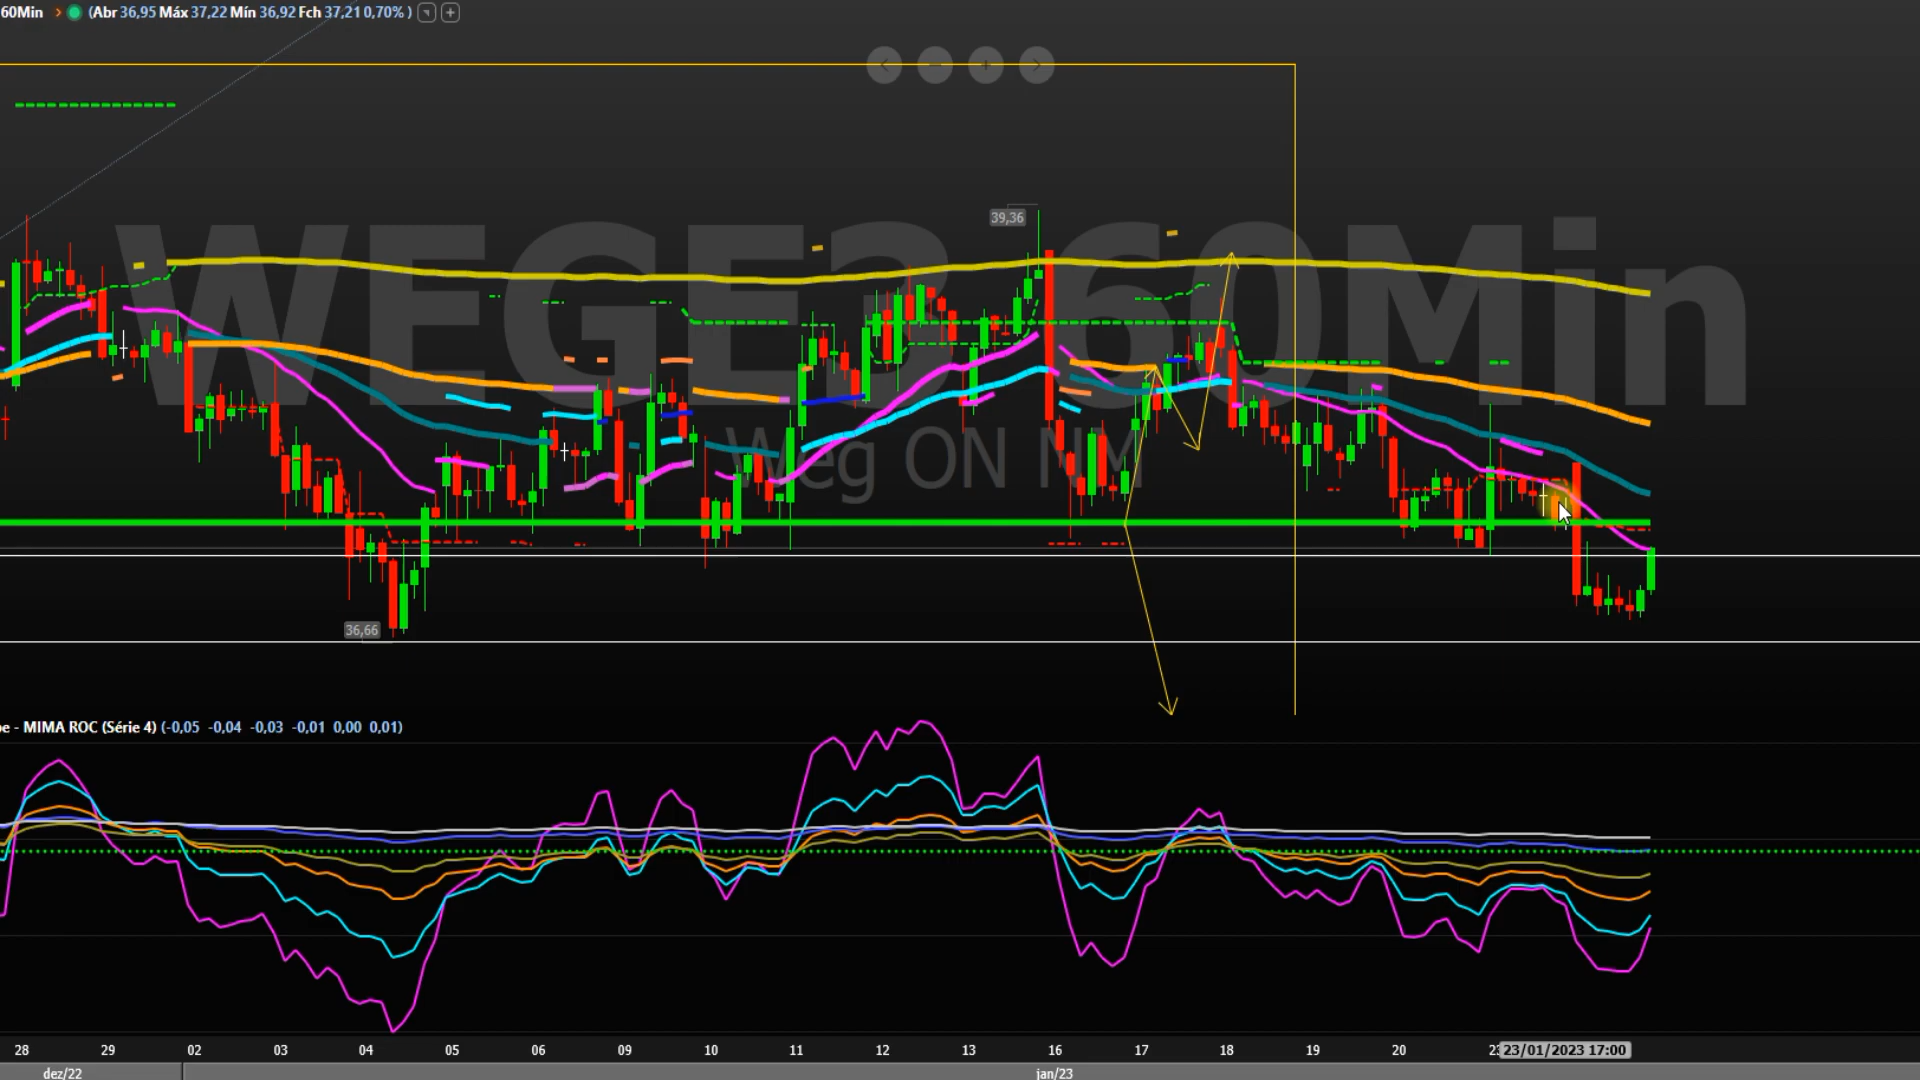 60Min (Abr 36,95 Máx 37,22 Mín 36,92 Fch 37,21 0,70% )
39,36
WEGE3 60Min
Weg ON NM
36,66
pe - MIMA ROC (Série 4) (-0,05 -0,04 -0,03 -0,01 0,00 0,01)
28 29 02 03 04 05 06 09 10 11 12 13 16 17 18 19 20 23/01/2023 17:00
dez/22 jan/23